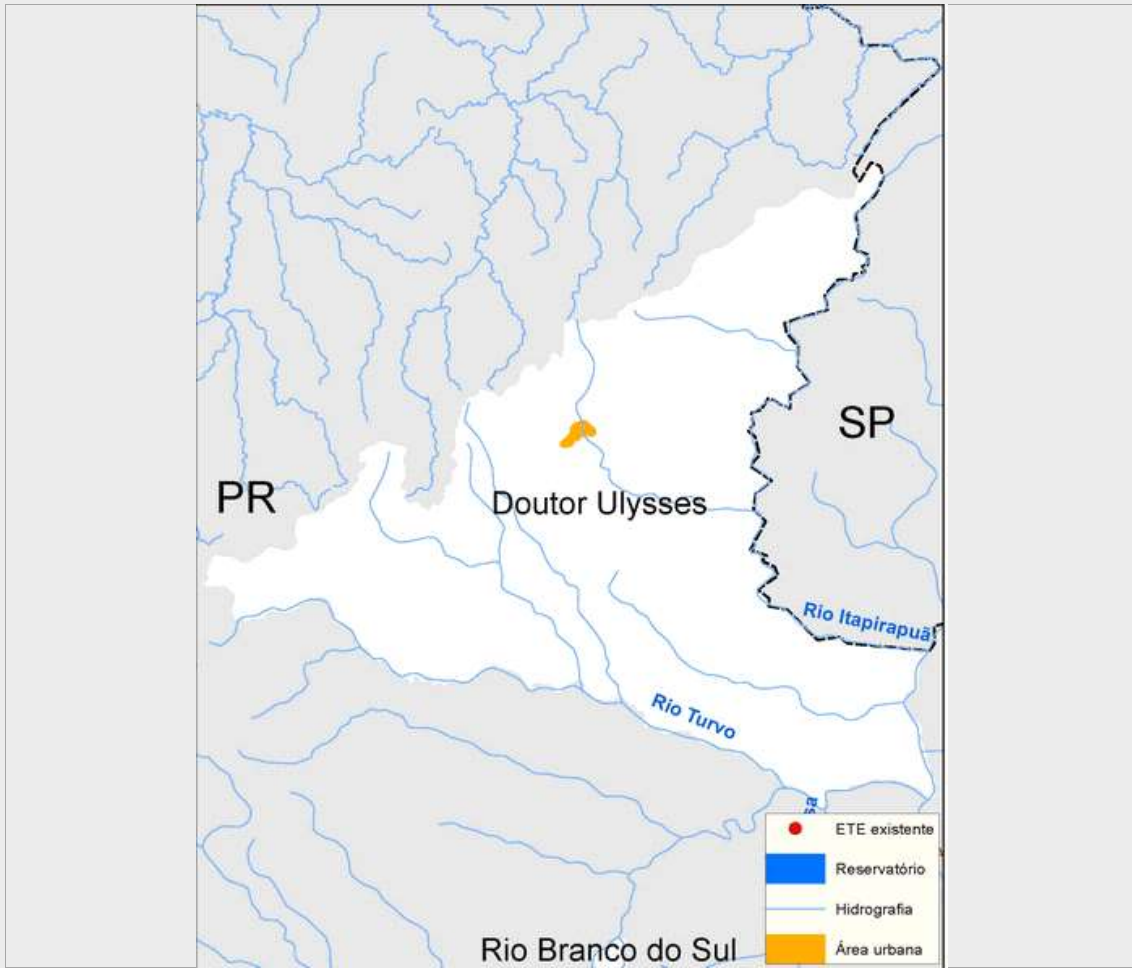 SP
PR
Doutor Ulysses
Rio Itapirapuã
Rio Turvo
ETE existente
Reservatório
Hidrografia
Área urbana
Rio Branco do Sul